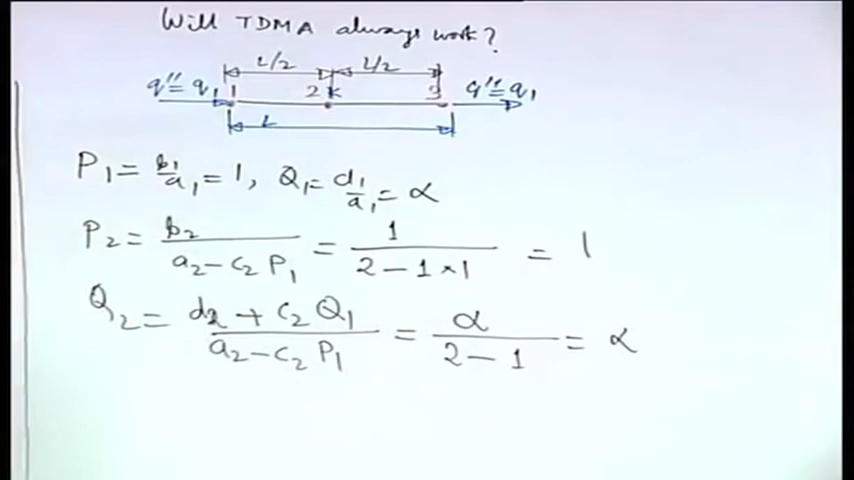 Will TDMA always work?
L/2 L/2
q''=q₁ 1 2 K 3 q''=q₁
L
P₁ = b₁/a₁ = 1, Q₁ = d₁/a₁ = α
P₂ = b₂/(a₂ - c₂ P₁) = 1/(2 - 1×1) = 1
Q₂ = (d₂ + c₂ Q₁)/(a₂ - c₂ P₁) = α/(2 - 1) = α